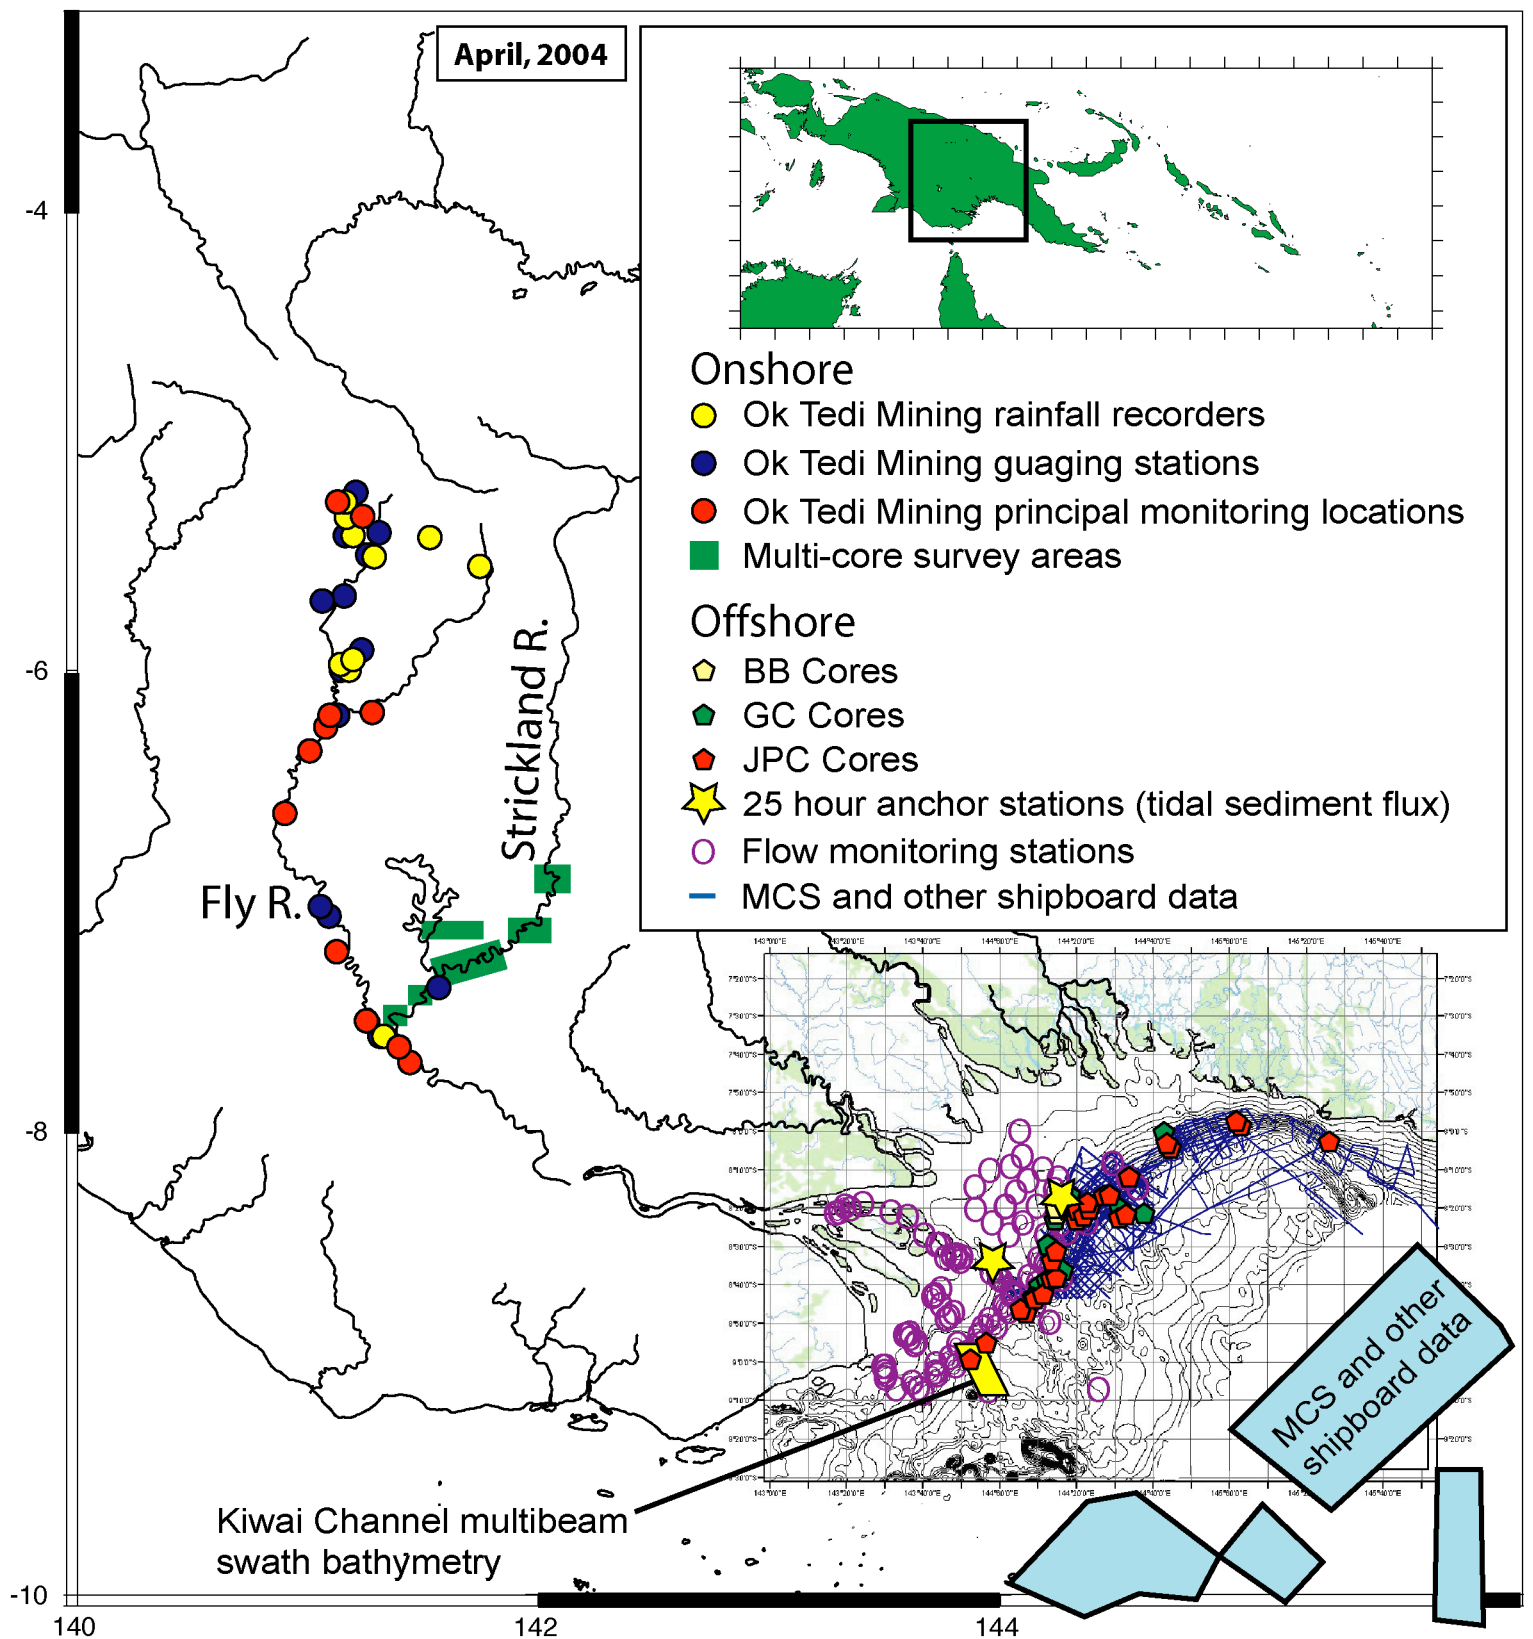 April, 2004
-4
-6
-8
-10
140
142
144
Onshore
Ok Tedi Mining rainfall recorders
Ok Tedi Mining guaging stations
Ok Tedi Mining principal monitoring locations
Multi-core survey areas
Offshore
BB Cores
GC Cores
JPC Cores
25 hour anchor stations (tidal sediment flux)
Flow monitoring stations
MCS and other shipboard data
Strickland R.
Fly R.
Kiwai Channel multibeam
swath bathymetry
MCS and other
shipboard data